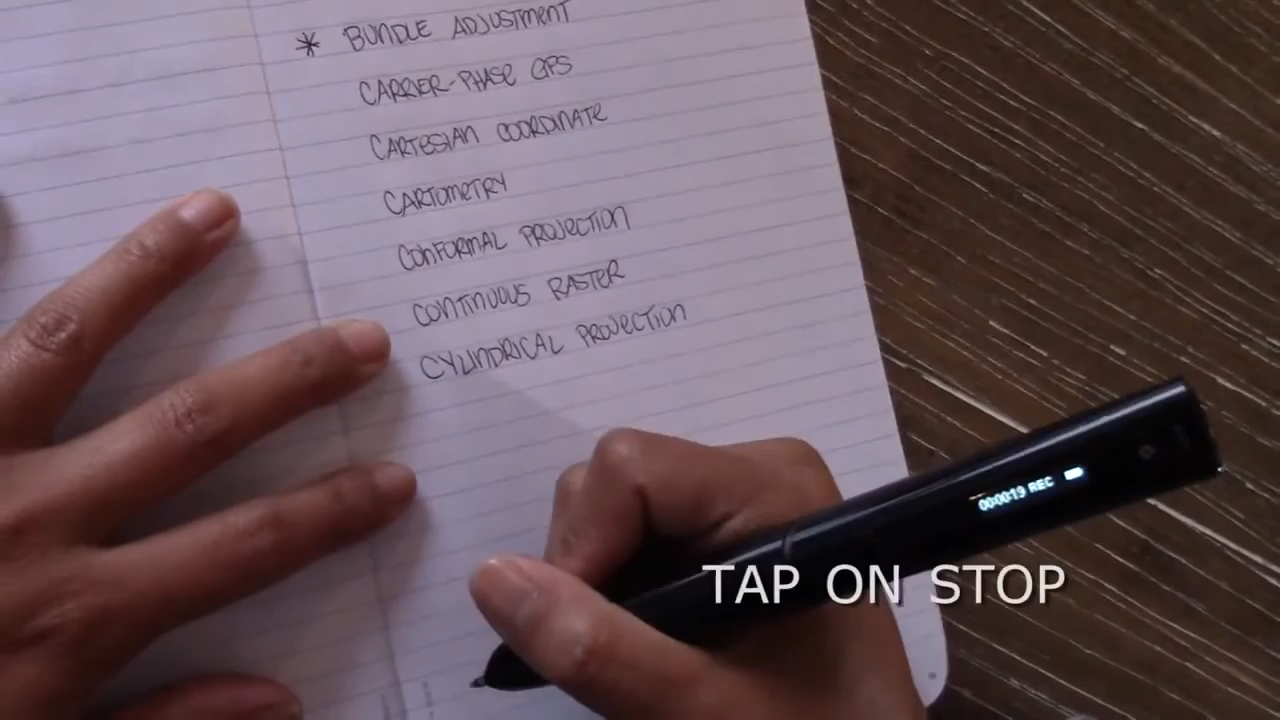 * BUNDLE ADJUSTMENT
CARRIER-PHASE GPS
CARTESIAN COORDINATE
CARTOMETRY
CONFORMAL PROJECTION
CONTINUOUS RASTER
CYLINDRICAL PROJECTION
00:00:19 REC
TAP ON STOP